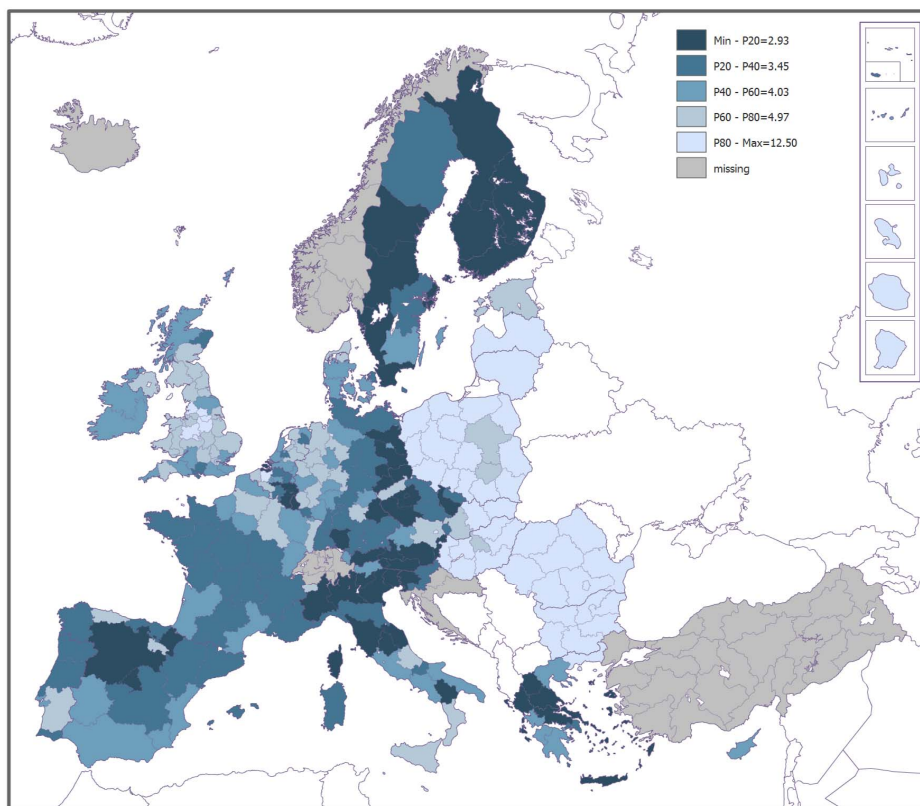 Min - P20=2.93
P20 - P40=3.45
P40 - P60=4.03
P60 - P80=4.97
P80 - Max=12.50
missing